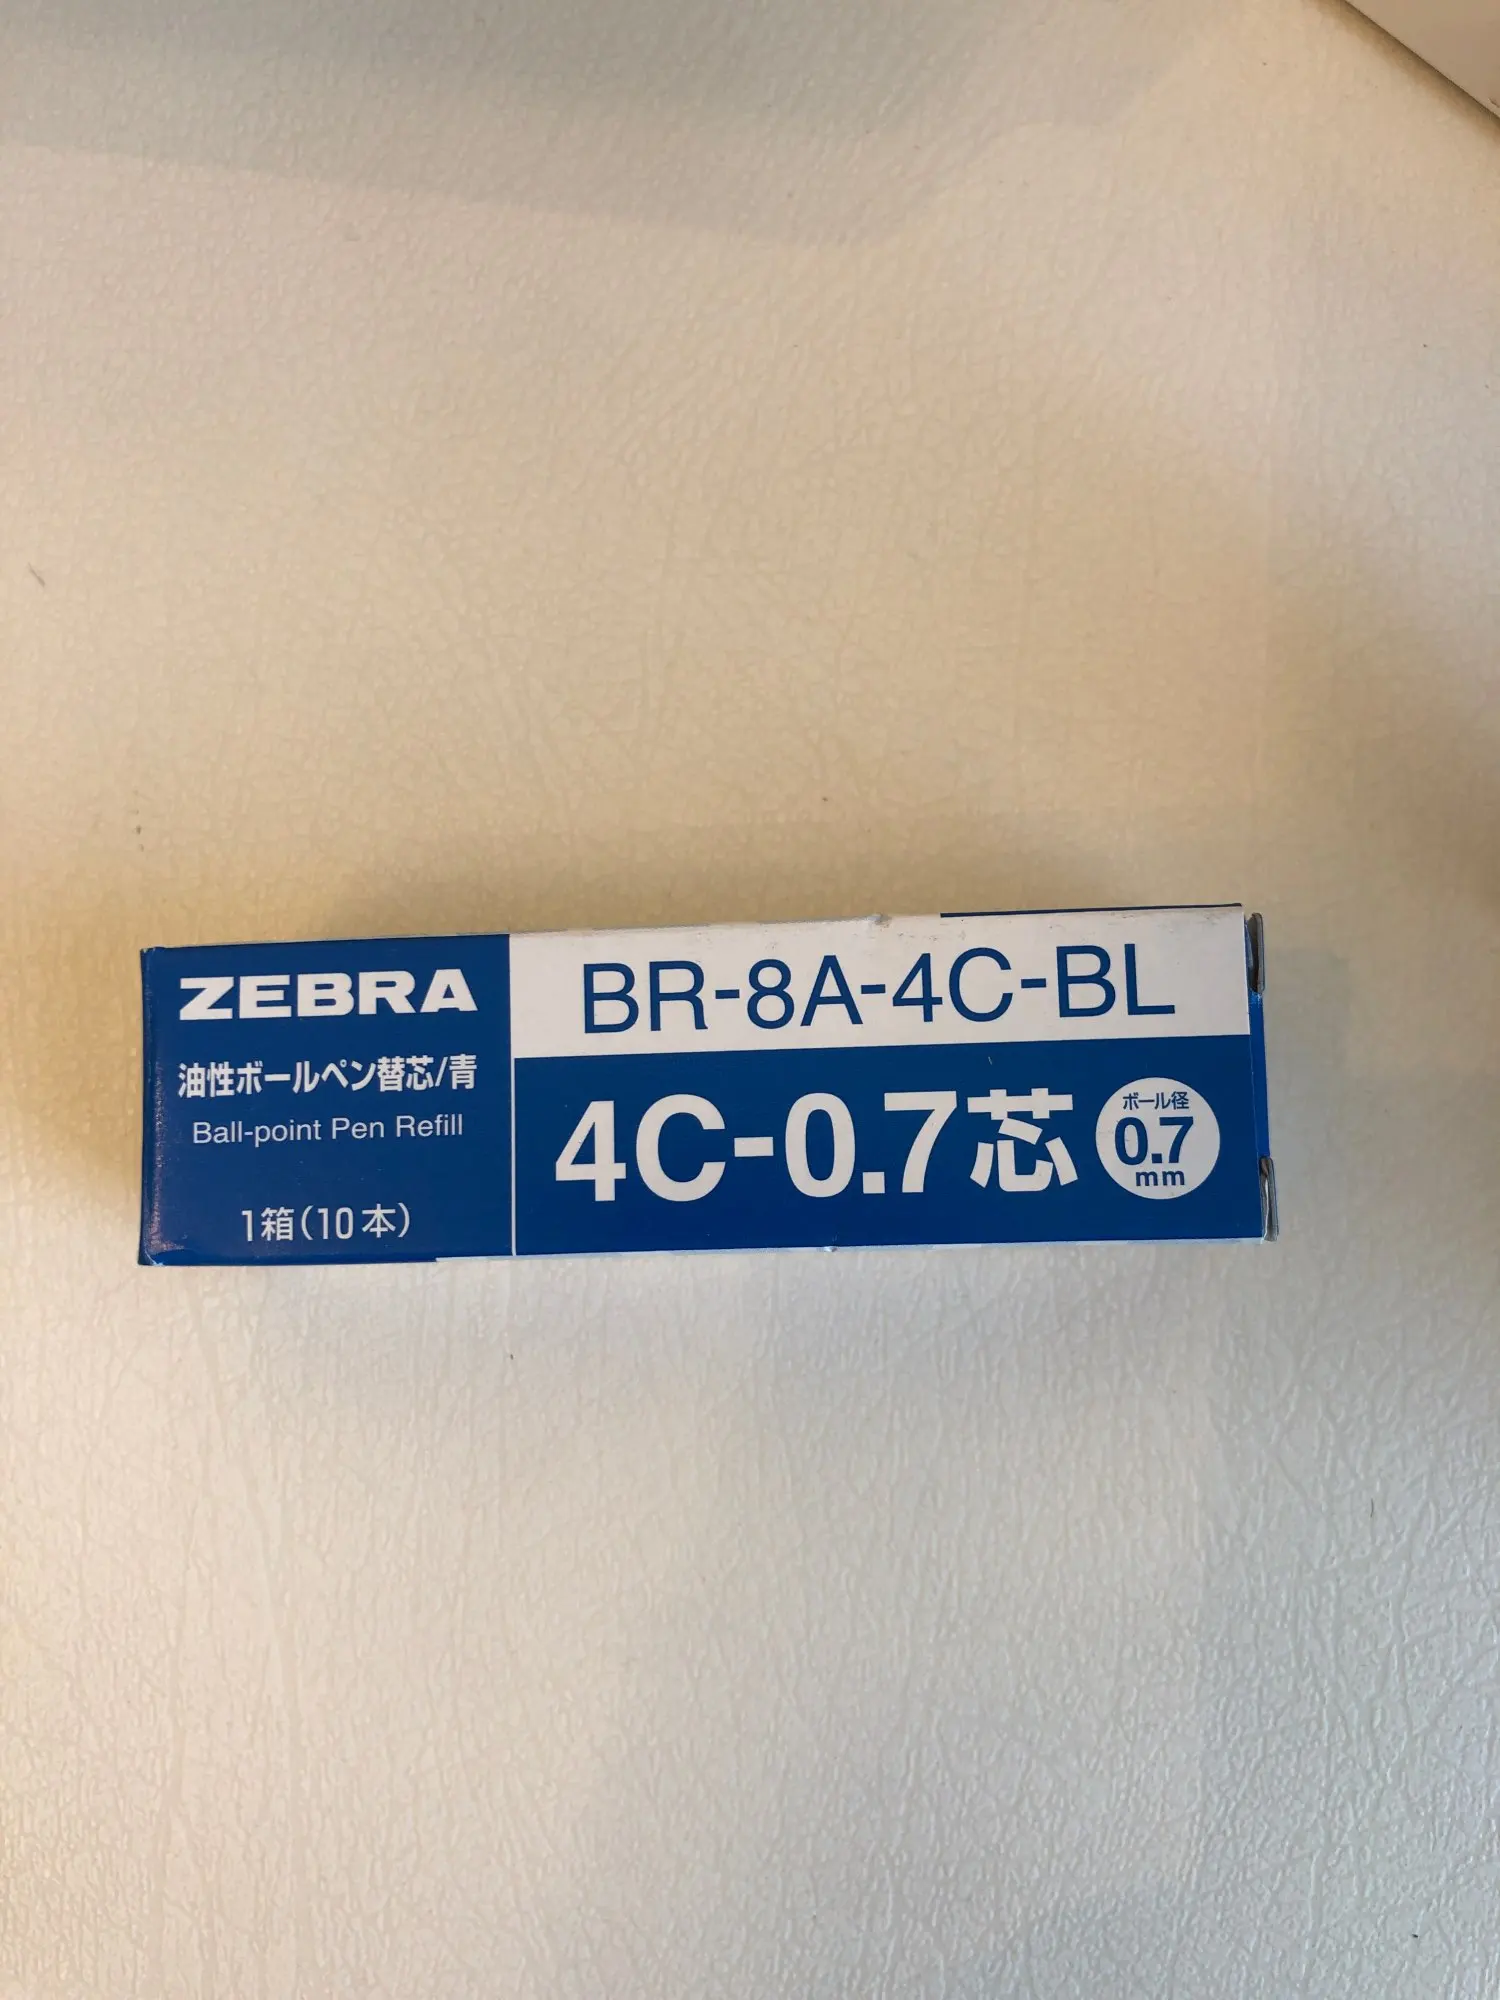 ZEBRA
油性ボールペン替芯/青
Ball-point Pen Refill
1箱(10本)
BR-8A-4C-BL
4C-0.7芯
ボール径
0.7
mm